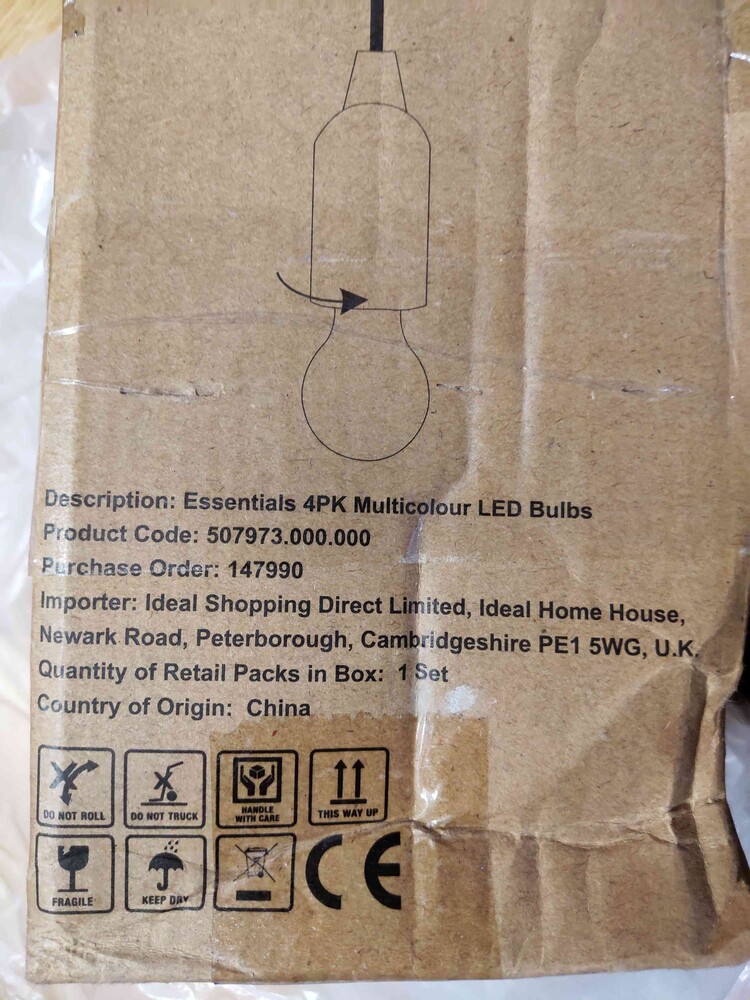 Description: Essentials 4PK Multicolour LED Bulbs
Product Code: 507973.000.000
Purchase Order: 147990
Importer: Ideal Shopping Direct Limited, Ideal Home House,
Newark Road, Peterborough, Cambridgeshire PE1 5WG, U.K.
Quantity of Retail Packs in Box: 1 Set
Country of Origin: China
DO NOT ROLL
DO NOT TRUCK
HANDLE
WITH CARE
THIS WAY UP
FRAGILE
KEEP DRY
CE